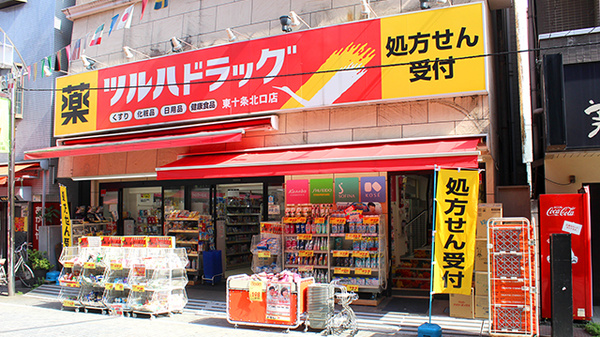 薬
ツルハドラッグ
くすり 化粧品 日用品 健康食品 東十条北口店
処方せん
受付
処方せん受付
Coca-Cola